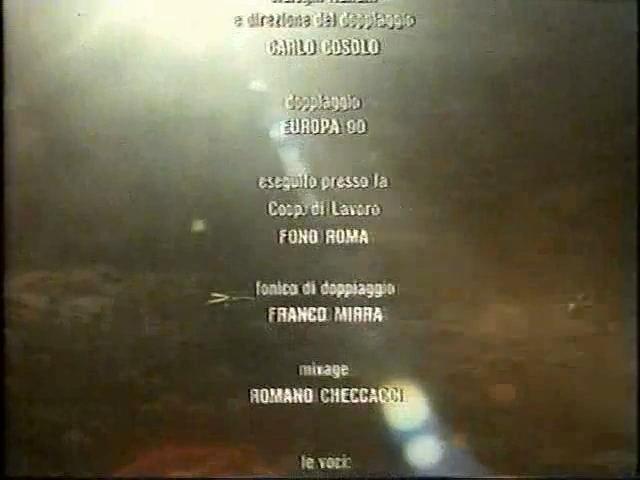 e direzione del doppiaggio
CARLO COSOLO
doppiaggio
EUROPA 90
eseguito presso la
Coop. di Lavoro
FONO ROMA
fonico di doppiaggio
FRANCO MIRRA
mixage
ROMANO CHECCACCI
le voci: